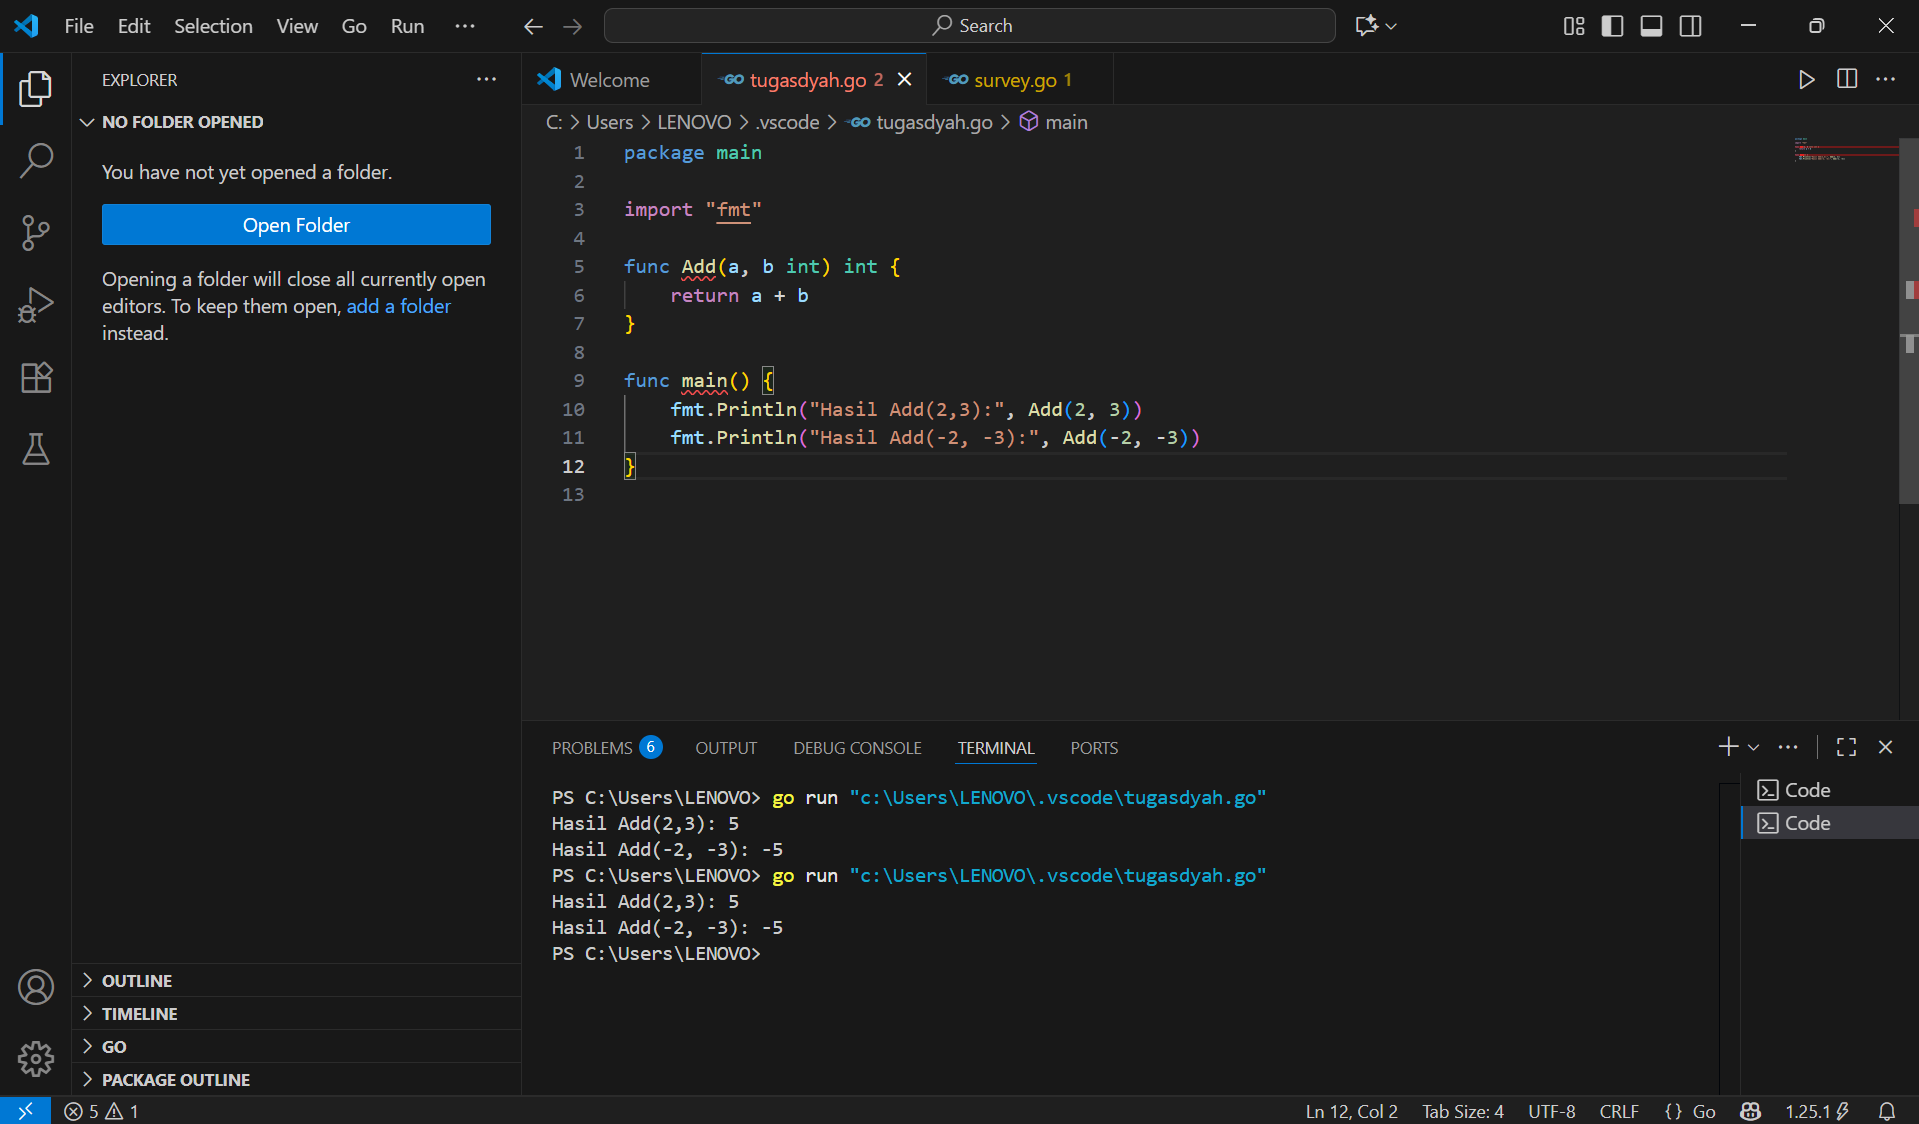 File Edit Selection View Go Run ... Search
EXPLORER ...
NO FOLDER OPENED
You have not yet opened a folder.
Open Folder
Opening a folder will close all currently open
editors. To keep them open, add a folder
instead.
OUTLINE
TIMELINE
GO
PACKAGE OUTLINE
Welcome GO tugasdyah.go 2 GO survey.go 1
C: > Users > LENOVO > .vscode > GO tugasdyah.go > main
1 package main
2
3 import "fmt"
4
5 func Add(a, b int) int {
6 return a + b
7 }
8
9 func main() {
10 fmt.Println("Hasil Add(2,3):", Add(2, 3))
11 fmt.Println("Hasil Add(-2, -3):", Add(-2, -3))
12 }
13
PROBLEMS 6 OUTPUT DEBUG CONSOLE TERMINAL PORTS
PS C:\Users\LENOVO> go run "c:\Users\LENOVO\.vscode\tugasdyah.go"
Hasil Add(2,3): 5
Hasil Add(-2, -3): -5
PS C:\Users\LENOVO> go run "c:\Users\LENOVO\.vscode\tugasdyah.go"
Hasil Add(2,3): 5
Hasil Add(-2, -3): -5
PS C:\Users\LENOVO>
Code
Code
5 1 Ln 12, Col 2 Tab Size: 4 UTF-8 CRLF {} Go 1.25.1